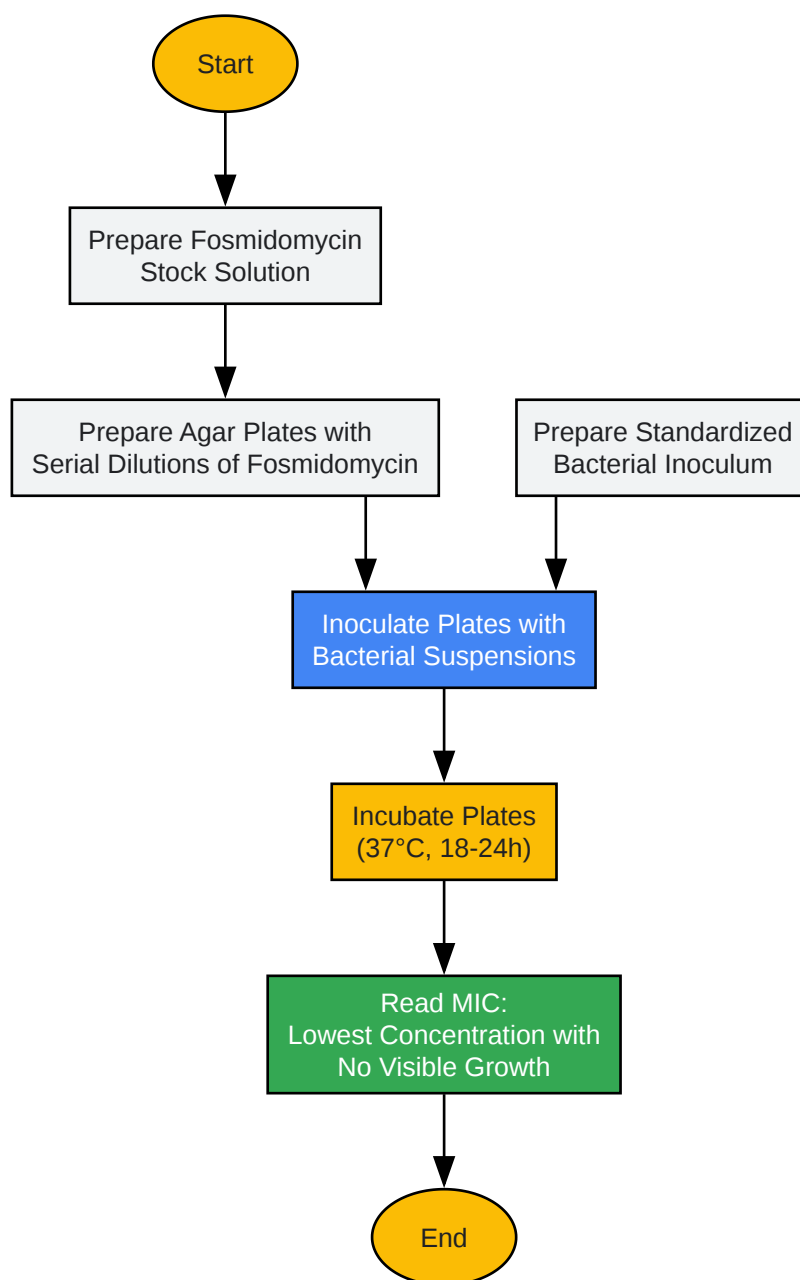 Start
Prepare Fosmidomycin
Stock Solution
Prepare Agar Plates with
Serial Dilutions of Fosmidomycin
Prepare Standardized
Bacterial Inoculum
Inoculate Plates with
Bacterial Suspensions
Incubate Plates
(37°C, 18-24h)
Read MIC:
Lowest Concentration with
No Visible Growth
End